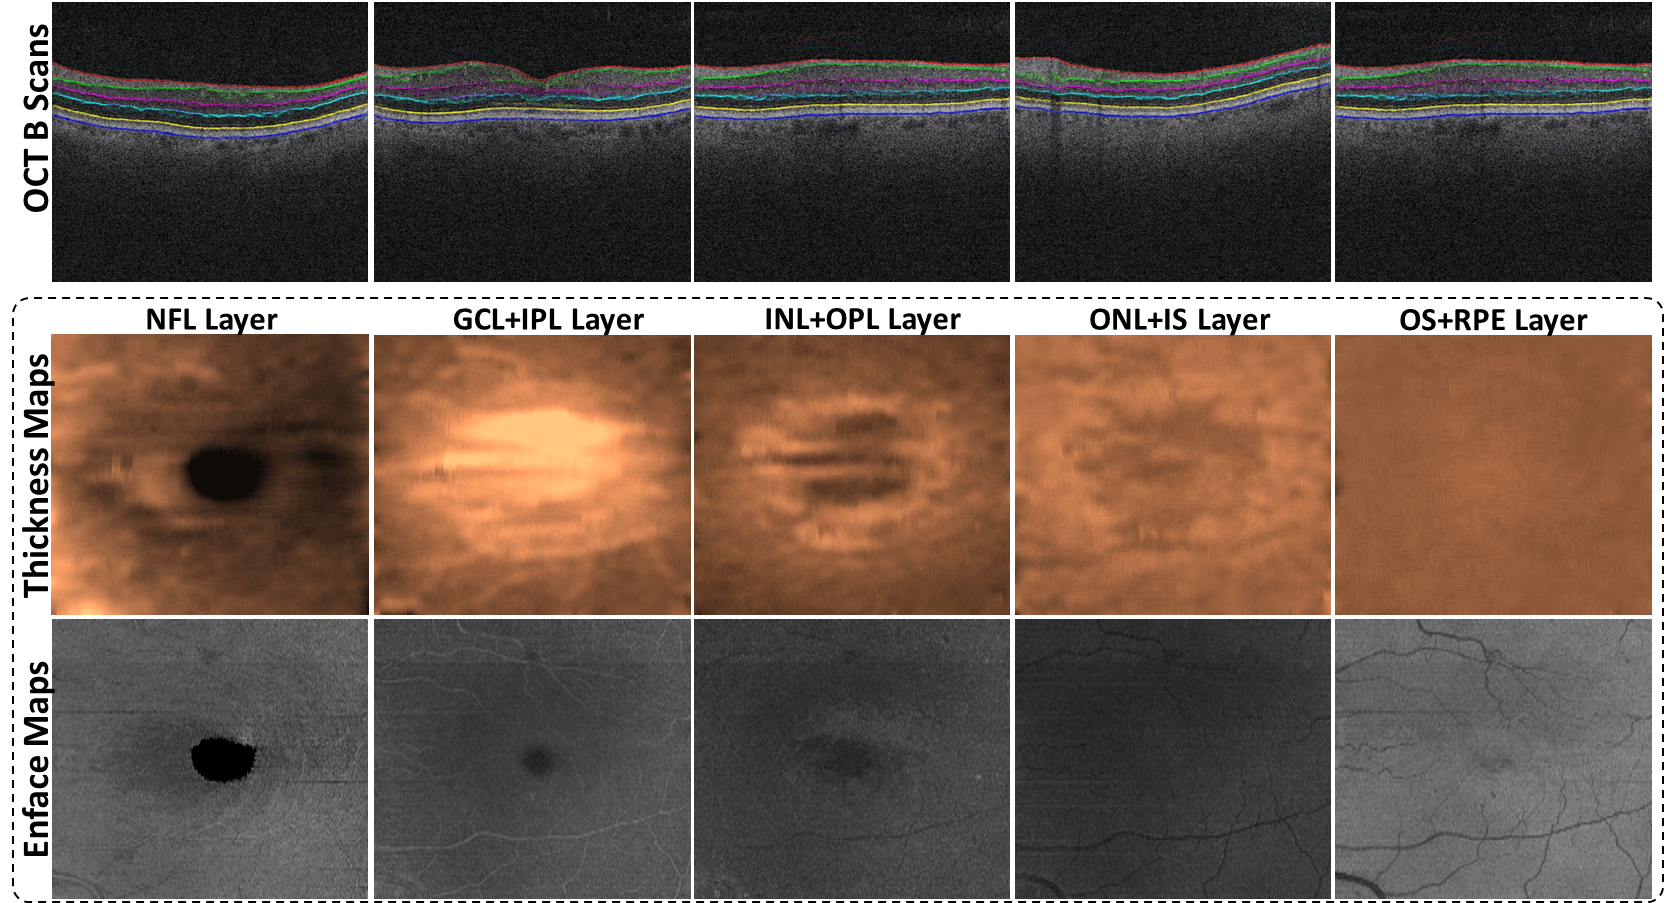 OCT B Scans
NFL Layer
GCL+IPL Layer
INL+OPL Layer
ONL+IS Layer
OS+RPE Layer
Thickness Maps
Enface Maps